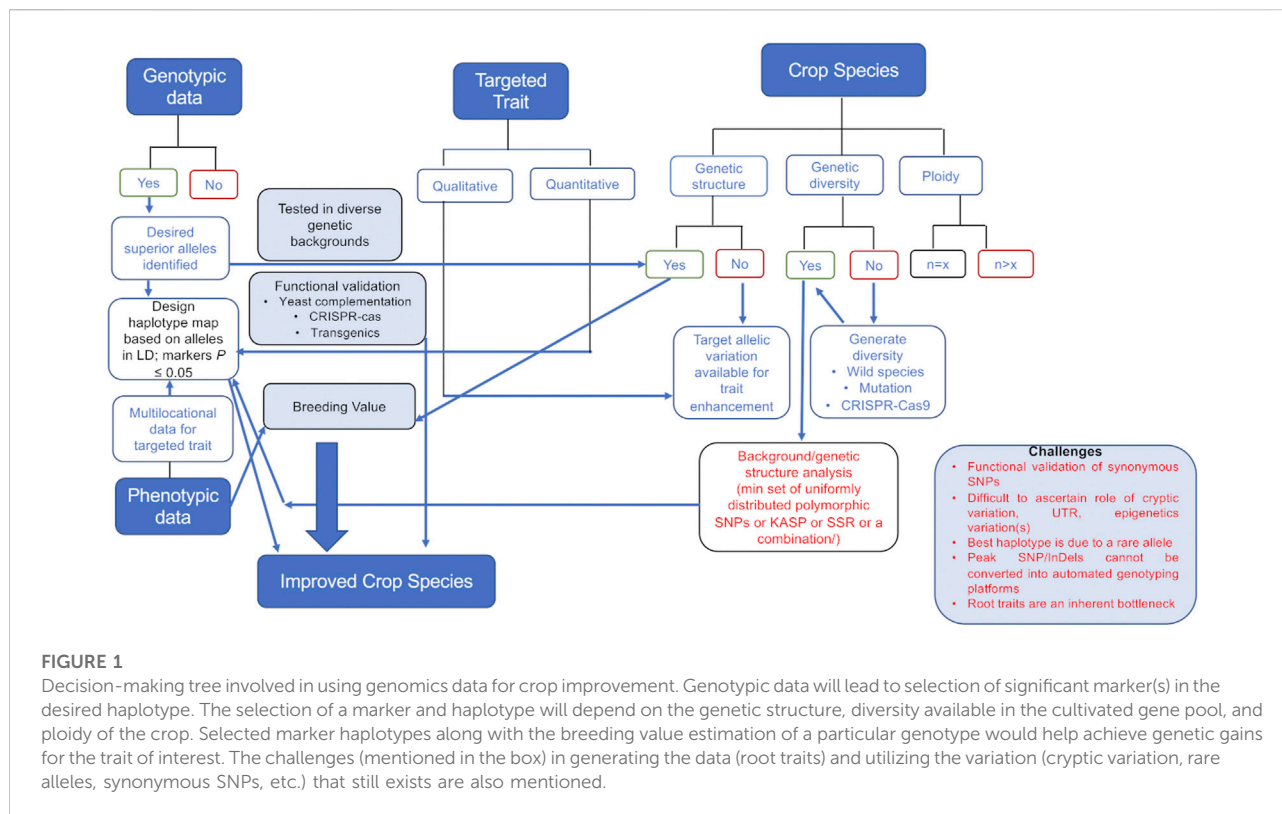 Genotypic
data
Targeted
Trait
Crop Species
Yes
No
Qualitative
Quantitative
Genetic
structure
Genetic
diversity
Ploidy
Desired
superior alleles
identified
Tested in diverse
genetic
backgrounds
Yes
No
Yes
No
n=x
n>x
Functional validation
• Yeast complementation
• CRISPR-cas
• Transgenics
Design
haplotype map
based on alleles
in LD; markers P
≤ 0.05
Target allelic
variation
available for
trait
enhancement
Generate
diversity
• Wild species
• Mutation
• CRISPR-Cas9
Multilocational
data for
targeted trait
Breeding Value
Phenotypic
data
Background/genetic
structure analysis
(min set of uniformly
distributed polymorphic
SNPs or KASP or SSR or a
combination/)
Improved Crop Species
Challenges
• Functional validation of synonymous
SNPs
• Difficult to ascertain role of cryptic
variation, UTR, epigenetics
variation(s)
• Best haplotype is due to a rare allele
• Peak SNP/InDels cannot be
converted into automated genotyping
platforms
• Root traits are an inherent bottleneck
FIGURE 1
Decision-making tree involved in using genomics data for crop improvement. Genotypic data will lead to selection of significant marker(s) in the
desired haplotype. The selection of a marker and haplotype will depend on the genetic structure, diversity available in the cultivated gene pool, and
ploidy of the crop. Selected marker haplotypes along with the breeding value estimation of a particular genotype would help achieve genetic gains
for the trait of interest. The challenges (mentioned in the box) in generating the data (root traits) and utilizing the variation (cryptic variation, rare
alleles, synonymous SNPs, etc.) that still exists are also mentioned.